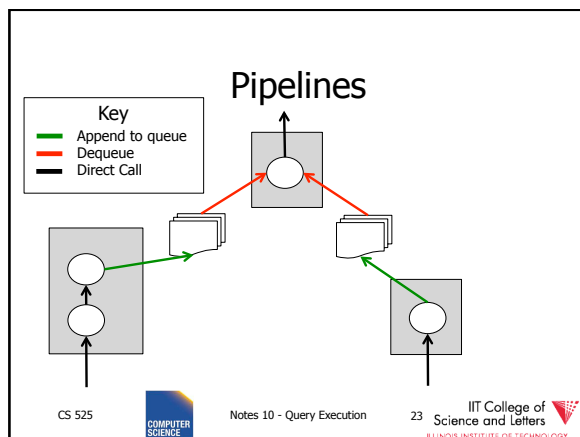 Pipelines
Key
Append to queue
Dequeue
Direct Call
CS 525
COMPUTER
SCIENCE
Notes 10 - Query Execution
23
IIT College of
Science and Letters
ILLINOIS INSTITUTE OF TECHNOLOGY